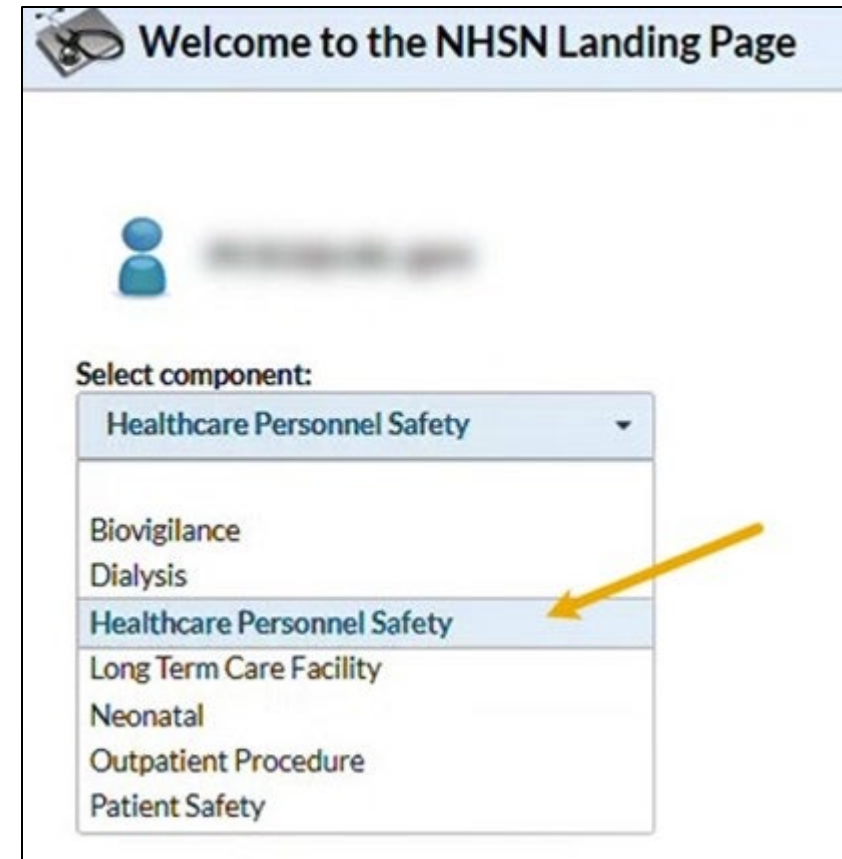 Welcome to the NHSN Landing Page
Select component:
Healthcare Personnel Safety
Biovigilance
Dialysis
Healthcare Personnel Safety
Long Term Care Facility
Neonatal
Outpatient Procedure
Patient Safety